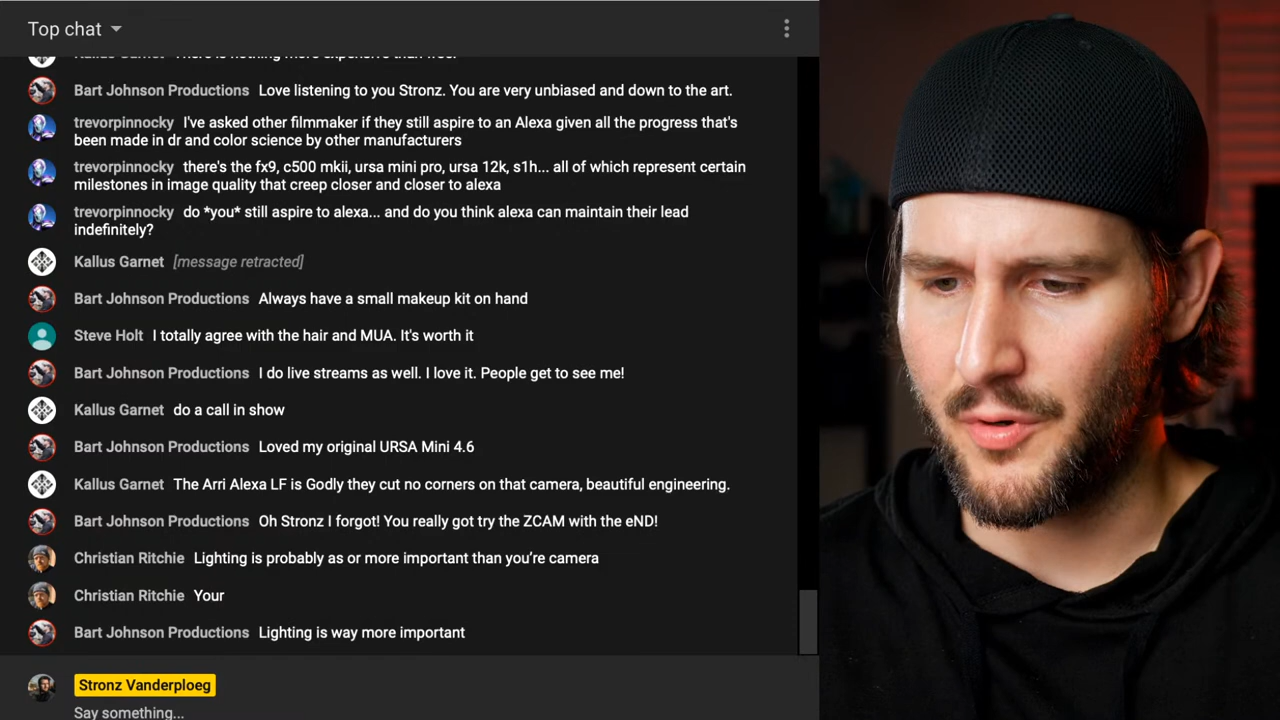 Top chat
Kallus Garnet There is nothing more expensive than free.
Bart Johnson Productions Love listening to you Stronz. You are very unbiased and down to the art.
trevorpinnocky I've asked other filmmaker if they still aspire to an Alexa given all the progress that's
been made in dr and color science by other manufacturers
trevorpinnocky there's the fx9, c500 mkii, ursa mini pro, ursa 12k, s1h... all of which represent certain
milestones in image quality that creep closer and closer to alexa
trevorpinnocky do *you* still aspire to alexa... and do you think alexa can maintain their lead
indefinitely?
Kallus Garnet [message retracted]
Bart Johnson Productions Always have a small makeup kit on hand
Steve Holt I totally agree with the hair and MUA. It's worth it
Bart Johnson Productions I do live streams as well. I love it. People get to see me!
Kallus Garnet do a call in show
Bart Johnson Productions Loved my original URSA Mini 4.6
Kallus Garnet The Arri Alexa LF is Godly they cut no corners on that camera, beautiful engineering.
Bart Johnson Productions Oh Stronz I forgot! You really got try the ZCAM with the eND!
Christian Ritchie Lighting is probably as or more important than you're camera
Christian Ritchie Your
Bart Johnson Productions Lighting is way more important
Stronz Vanderploeg
Say something...